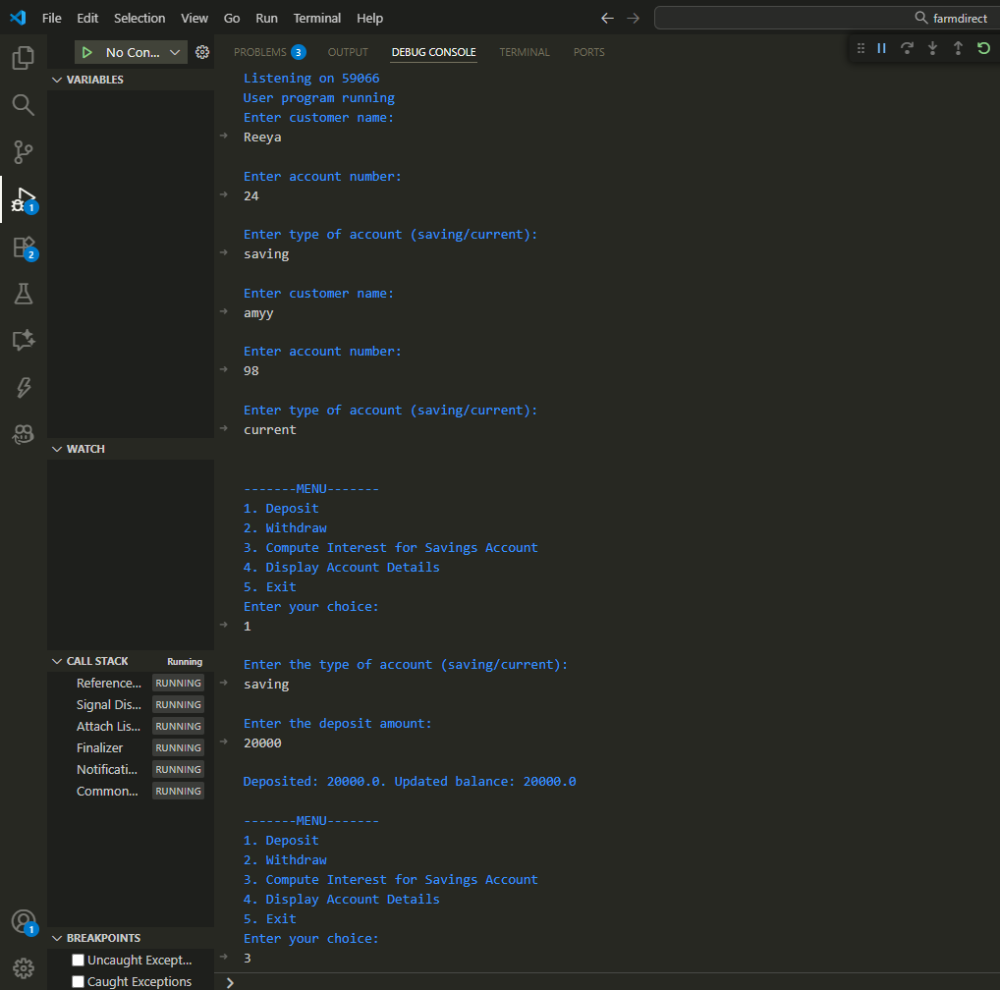 File Edit Selection View Go Run Terminal Help
farmdirect
No Con...
PROBLEMS 3 OUTPUT DEBUG CONSOLE TERMINAL PORTS
VARIABLES
WATCH
CALL STACK Running
Reference... RUNNING
Signal Dis... RUNNING
Attach Lis... RUNNING
Finalizer RUNNING
Notificati... RUNNING
Common... RUNNING
BREAKPOINTS
Uncaught Except...
Caught Exceptions
1
2
1
Listening on 59066
User program running
Enter customer name:
Reeya
Enter account number:
24
Enter type of account (saving/current):
saving
Enter customer name:
amyy
Enter account number:
98
Enter type of account (saving/current):
current
-------MENU-------
1. Deposit
2. Withdraw
3. Compute Interest for Savings Account
4. Display Account Details
5. Exit
Enter your choice:
1
Enter the type of account (saving/current):
saving
Enter the deposit amount:
20000
Deposited: 20000.0. Updated balance: 20000.0
-------MENU-------
1. Deposit
2. Withdraw
3. Compute Interest for Savings Account
4. Display Account Details
5. Exit
Enter your choice:
3